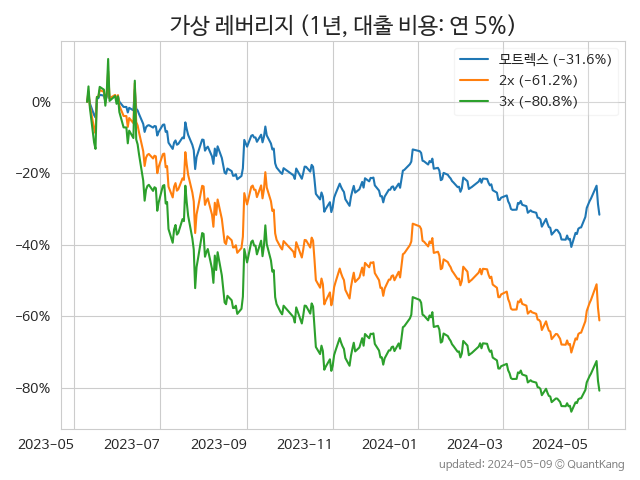 가상 레버리지 (1년, 대출 비용: 연 5%)
모트렉스 (−31.6%)
2x (−61.2%)
3x (−80.8%)
0%
−20%
−40%
−60%
−80%
2023-05 2023-07 2023-09 2023-11 2024-01 2024-03 2024-05
updated: 2024-05-09 © QuantKang